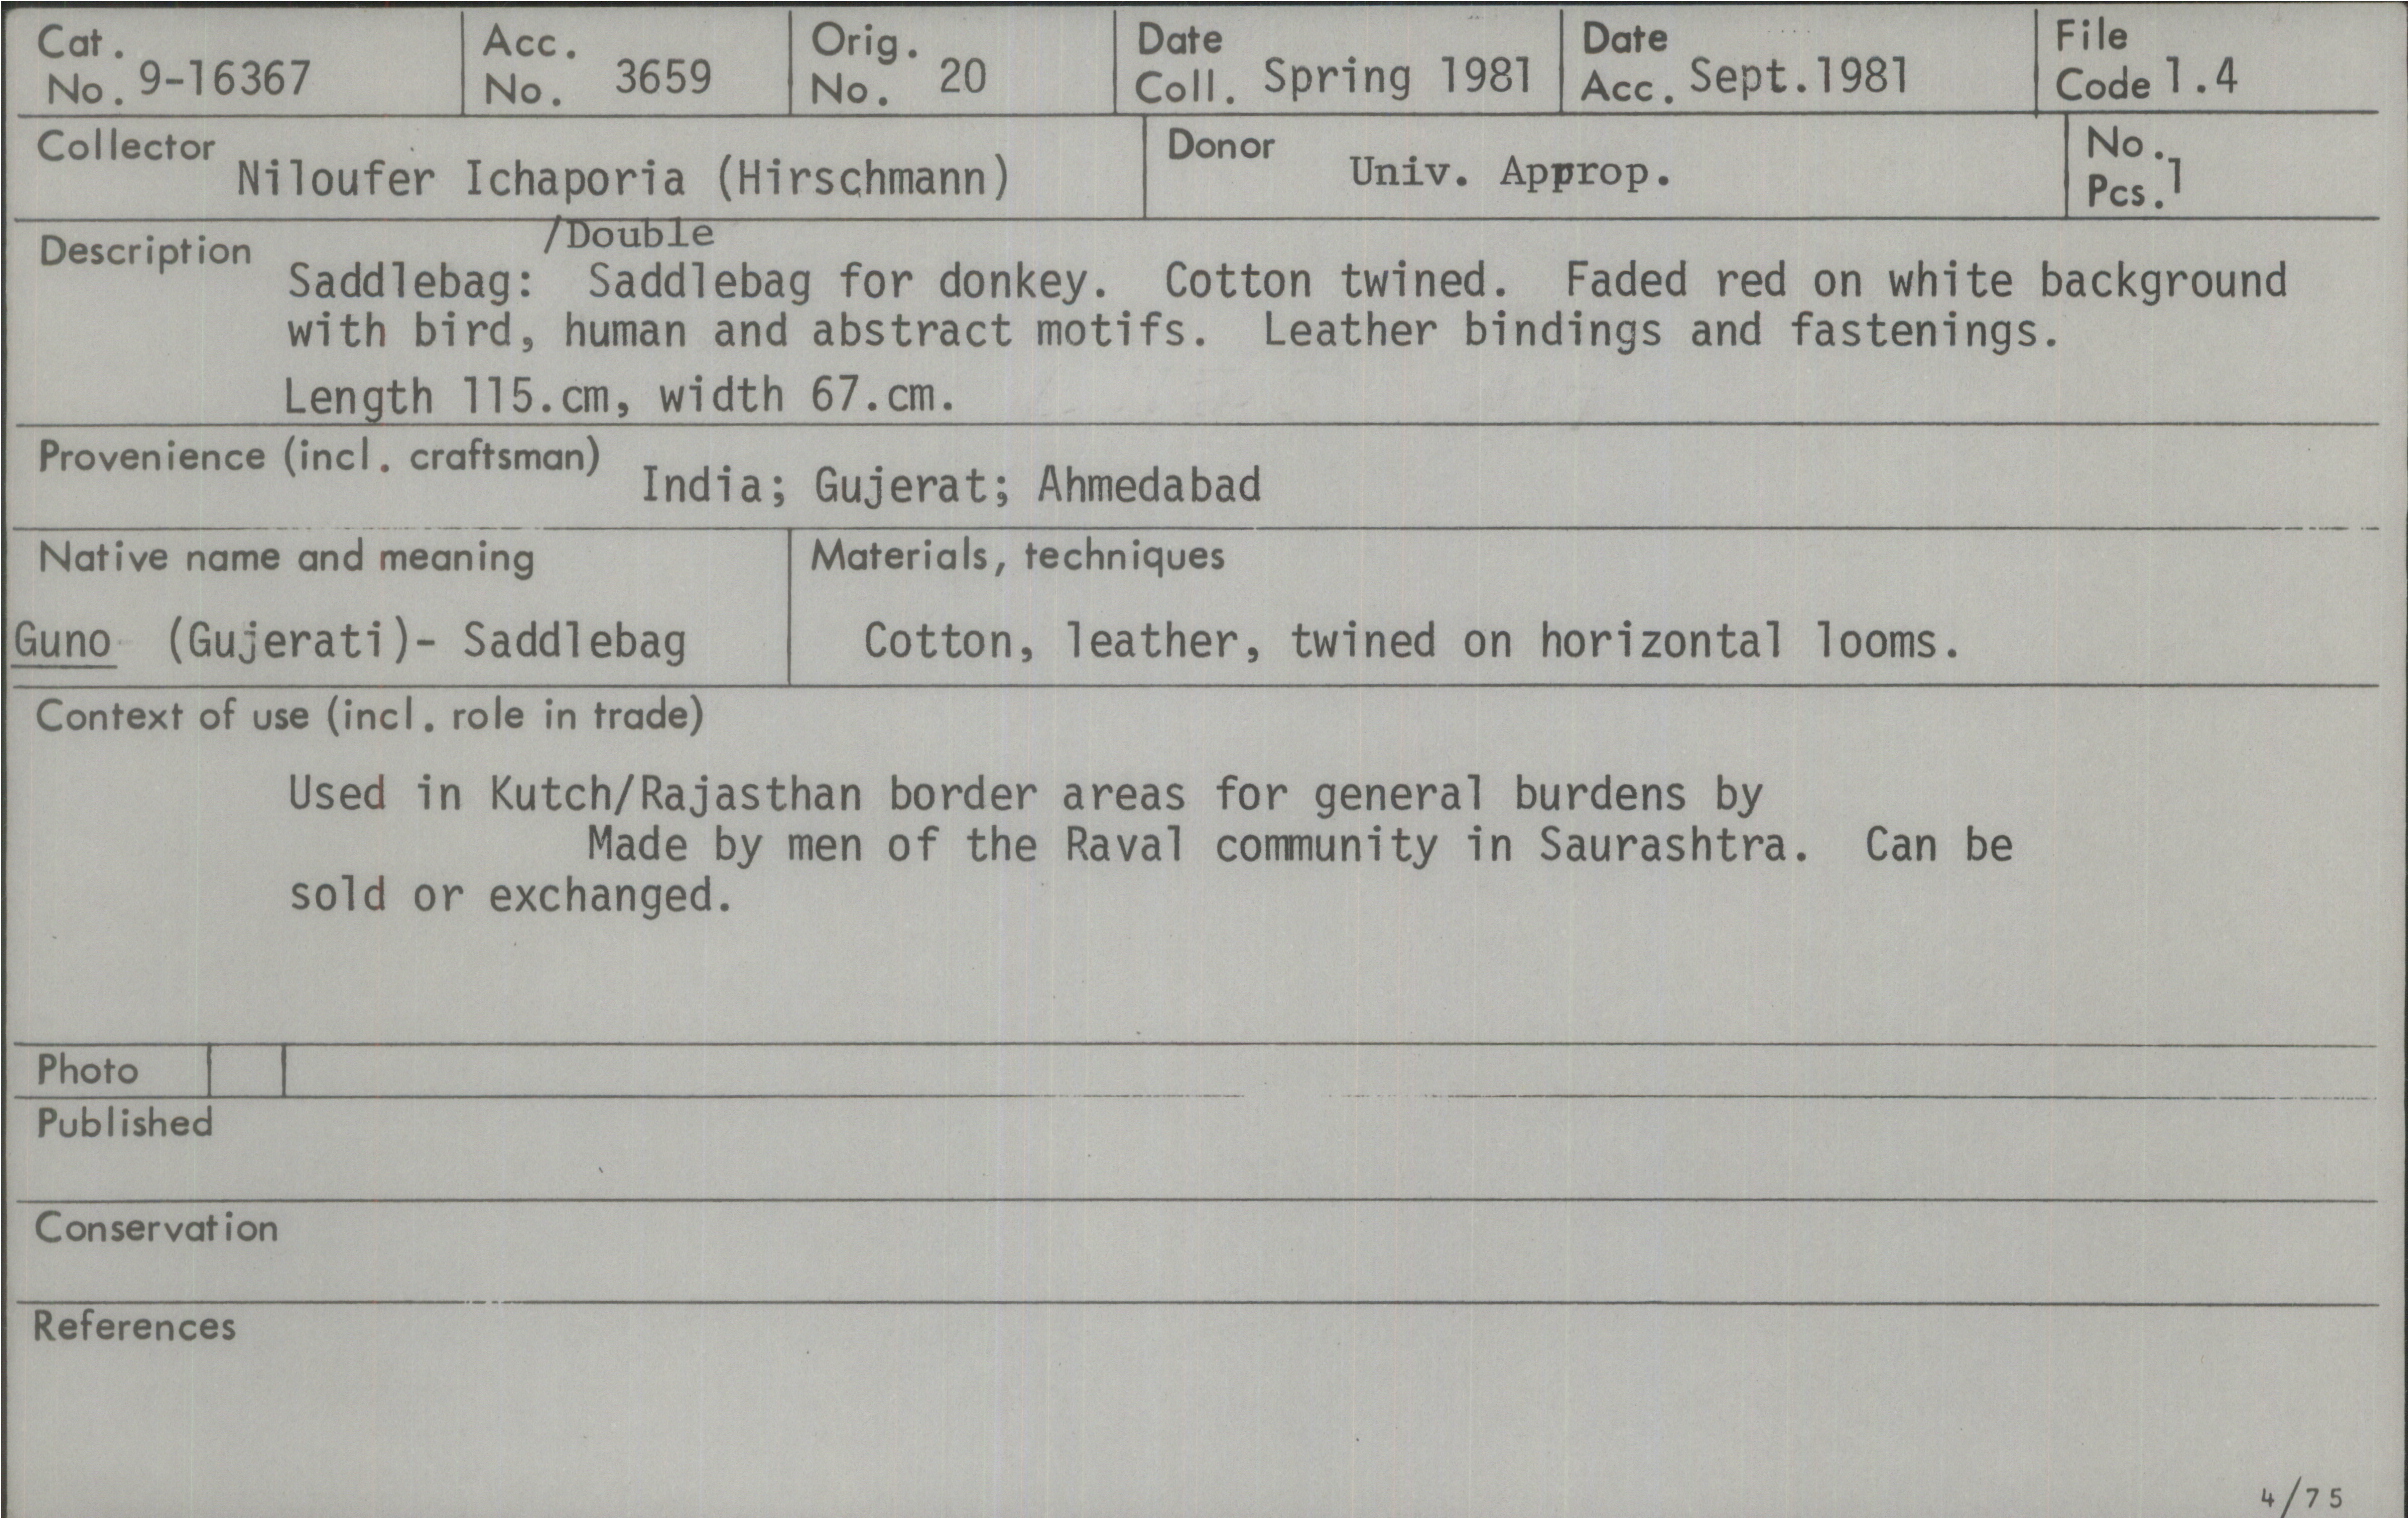 Cat. No. 9-16367 Acc. No. 3659 Orig. No. 20 Date Coll. Spring 1981 Date Acc. Sept.1981 File Code 1.4
Collector Niloufer Ichaporia (Hirschmann) Donor Univ. Approp. No. Pcs. 1
/Double
Description Saddlebag: Saddlebag for donkey. Cotton twined. Faded red on white background
with bird, human and abstract motifs. Leather bindings and fastenings.
Length 115.cm, width 67.cm.
Provenience (incl. craftsman) India; Gujerat; Ahmedabad
Native name and meaning
Guno (Gujerati)- Saddlebag
Materials, techniques
Cotton, leather, twined on horizontal looms.
Context of use (incl. role in trade)
Used in Kutch/Rajasthan border areas for general burdens by
Made by men of the Raval community in Saurashtra. Can be
sold or exchanged.
Photo
Published
Conservation
References
4/75